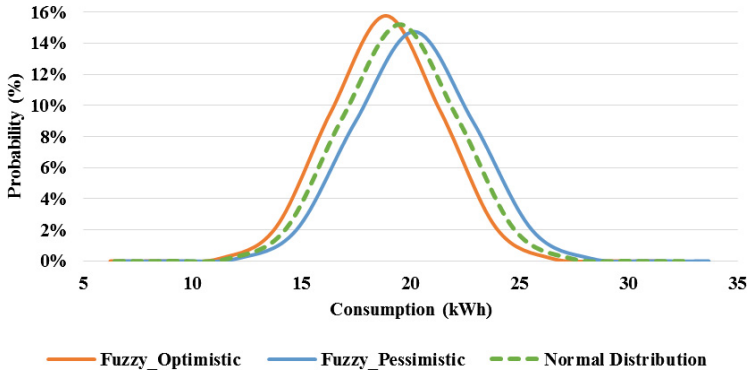 16%
14%
12%
10%
8%
6%
4%
2%
0%
Probability (%)
5 10 15 20 25 30 35
Consumption (kWh)
Fuzzy_Optimistic Fuzzy_Pessimistic Normal Distribution